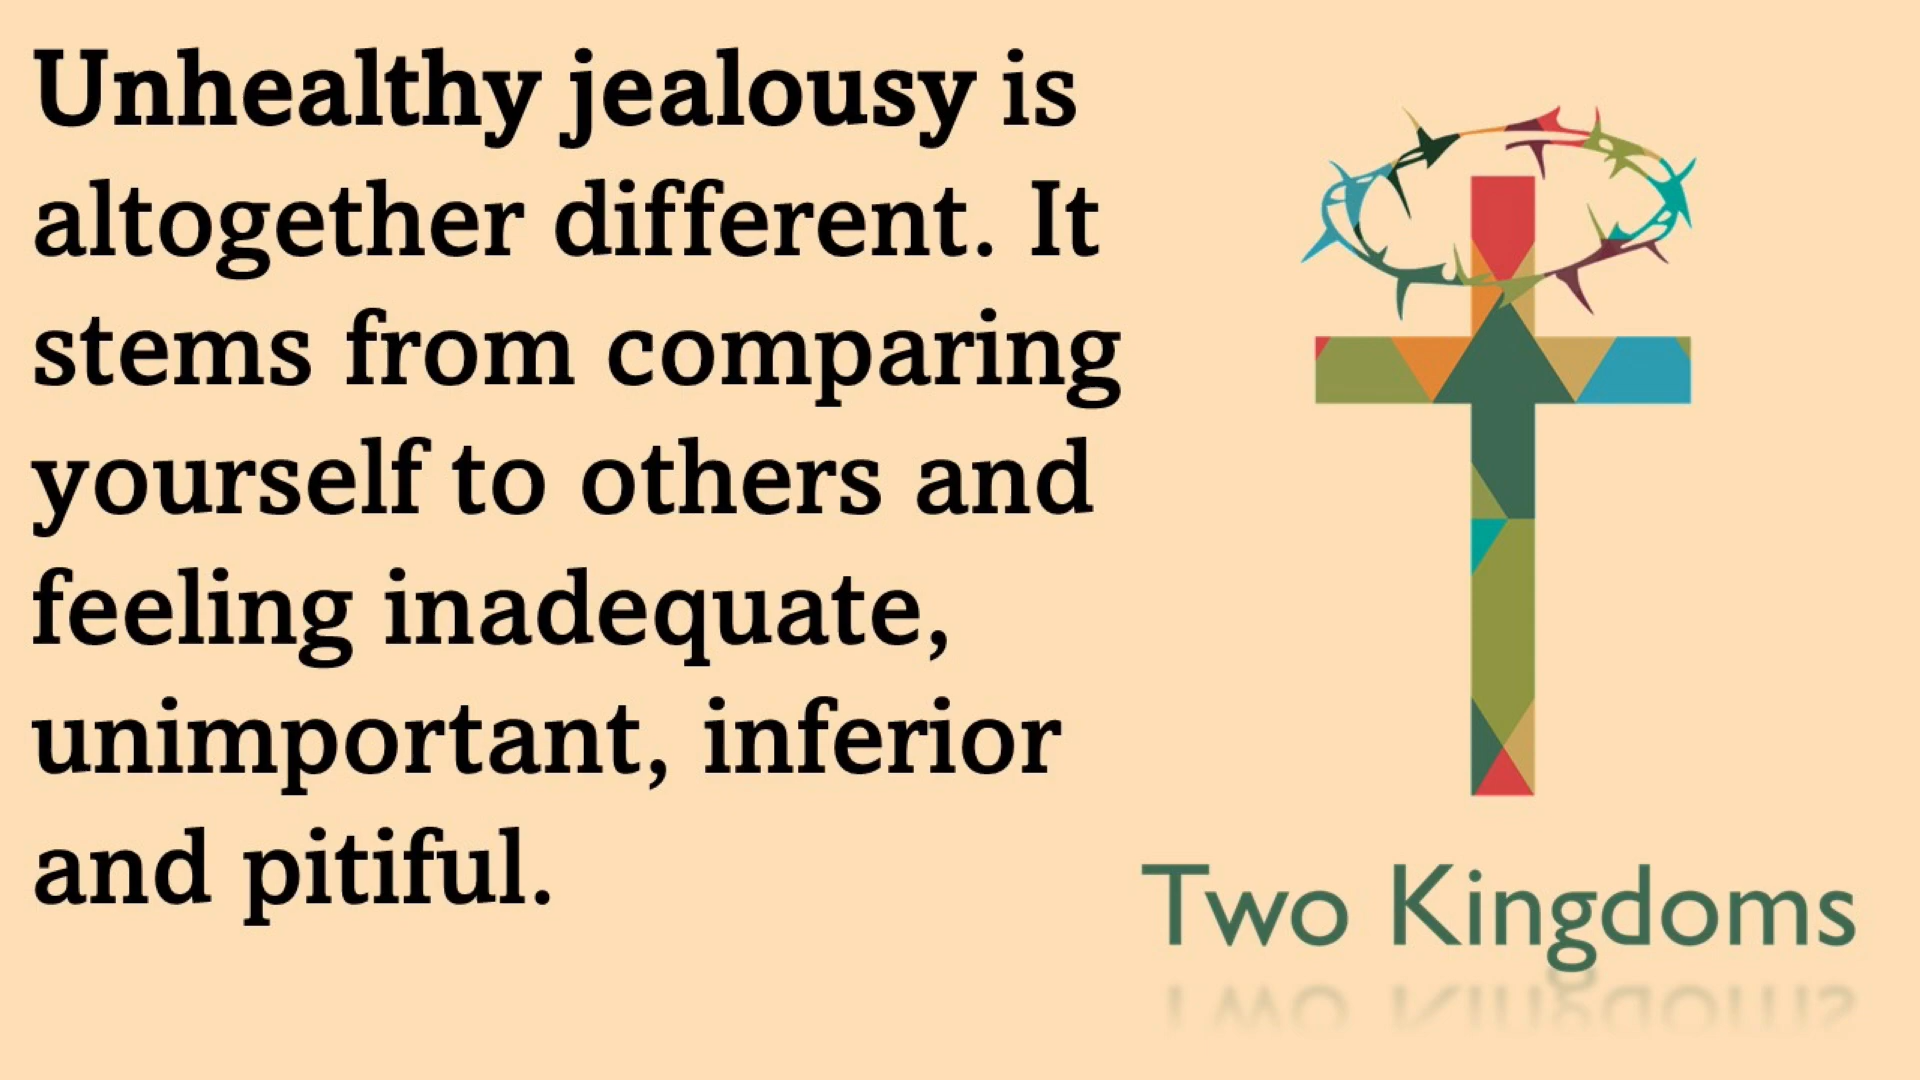 Unhealthy jealousy is
altogether different. It
stems from comparing
yourself to others and
feeling inadequate,
unimportant, inferior
and pitiful.
Two Kingdoms